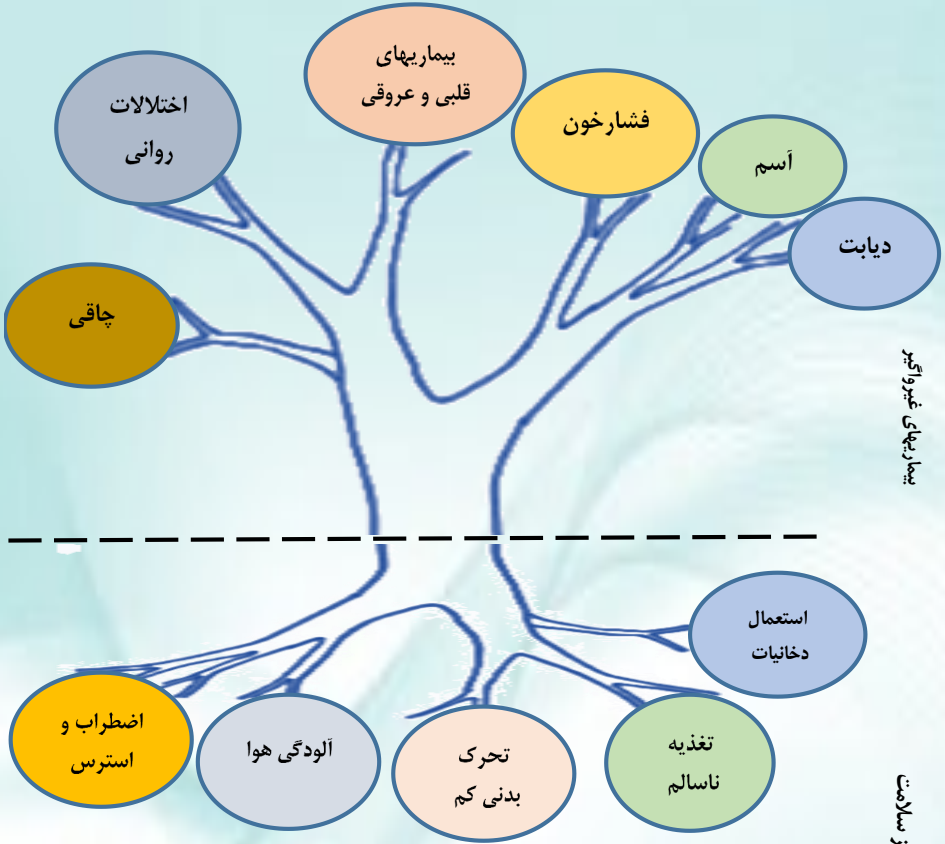 بیماریهای
قلبی و عروقی
اختلالات
روانی
فشارخون
آسم
دیابت
چاقی
بیماریهای غیرواگیر
استعمال
دخانیات
اضطراب و
استرس
آلودگی هوا
تحرک
بدنی کم
تغذیه
ناسالم
سلامت